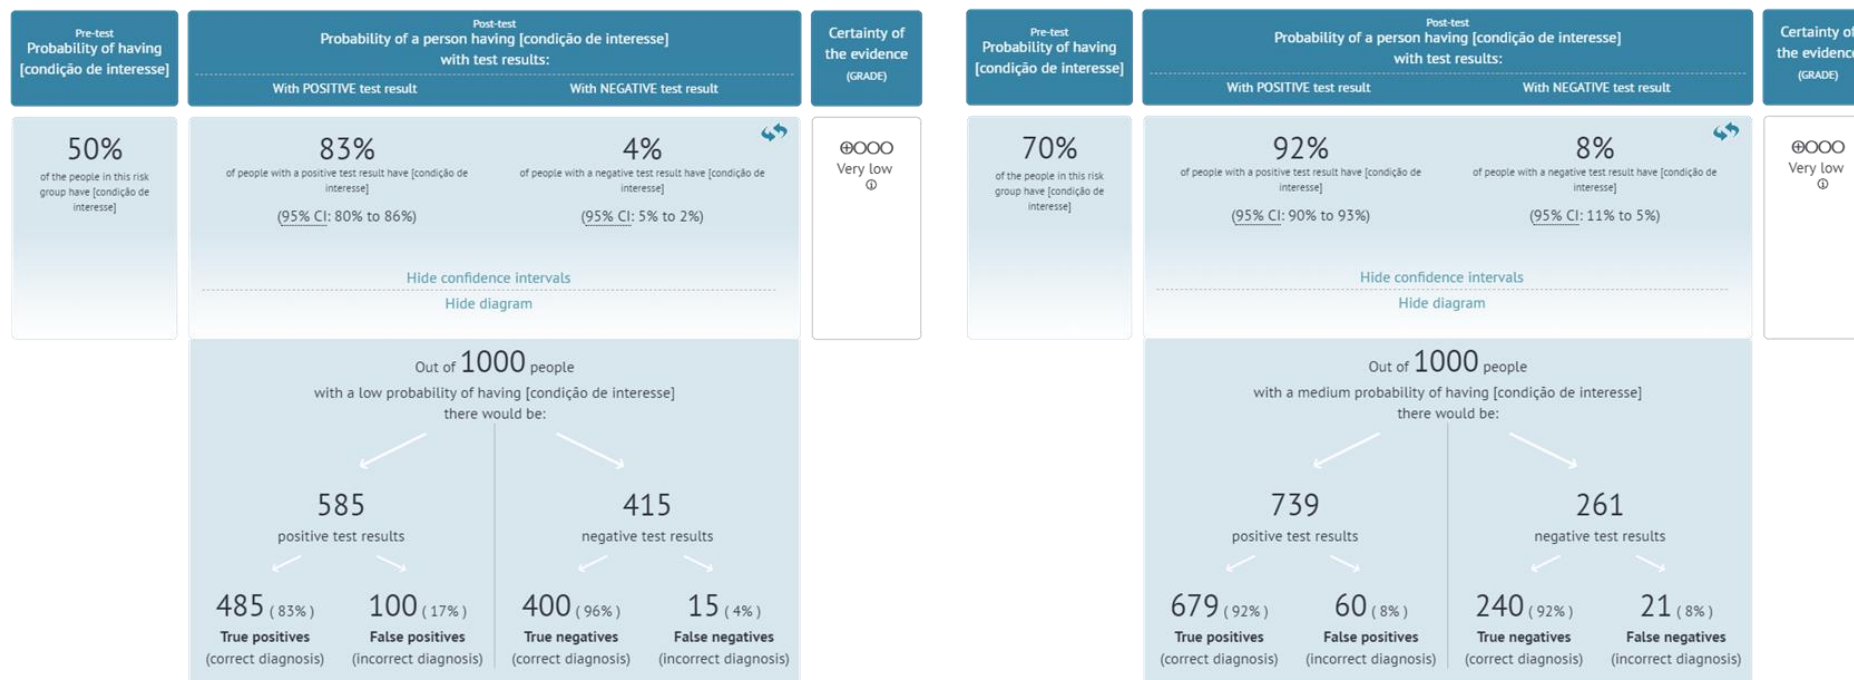 Pre-test
Probability of having
[condição de interesse]
Post-test
Probability of a person having [condição de interesse]
with test results:
With POSITIVE test result
With NEGATIVE test result
Certainty of
the evidence
(GRADE)
50%
of the people in this risk
group have [condição de
interesse]
83%
of people with a positive test result have [condição de
interesse]
(95% CI: 80% to 86%)
4%
of people with a negative test result have [condição de
interesse]
(95% CI: 5% to 2%)
Hide confidence intervals
Hide diagram
⊕○○○
Very low
Out of 1000 people
with a low probability of having [condição de interesse]
there would be:
585
positive test results
415
negative test results
485 ( 83% )
True positives
(correct diagnosis)
100 ( 17% )
False positives
(incorrect diagnosis)
400 ( 96% )
True negatives
(correct diagnosis)
15 ( 4% )
False negatives
(incorrect diagnosis)
Pre-test
Probability of having
[condição de interesse]
Post-test
Probability of a person having [condição de interesse]
with test results:
With POSITIVE test result
With NEGATIVE test result
Certainty of
the evidence
(GRADE)
70%
of the people in this risk
group have [condição de
interesse]
92%
of people with a positive test result have [condição de
interesse]
(95% CI: 90% to 93%)
8%
of people with a negative test result have [condição de
interesse]
(95% CI: 11% to 5%)
Hide confidence intervals
Hide diagram
⊕○○○
Very low
Out of 1000 people
with a medium probability of having [condição de interesse]
there would be:
739
positive test results
261
negative test results
679 ( 92% )
True positives
(correct diagnosis)
60 ( 8% )
False positives
(incorrect diagnosis)
240 ( 92% )
True negatives
(correct diagnosis)
21 ( 8% )
False negatives
(incorrect diagnosis)